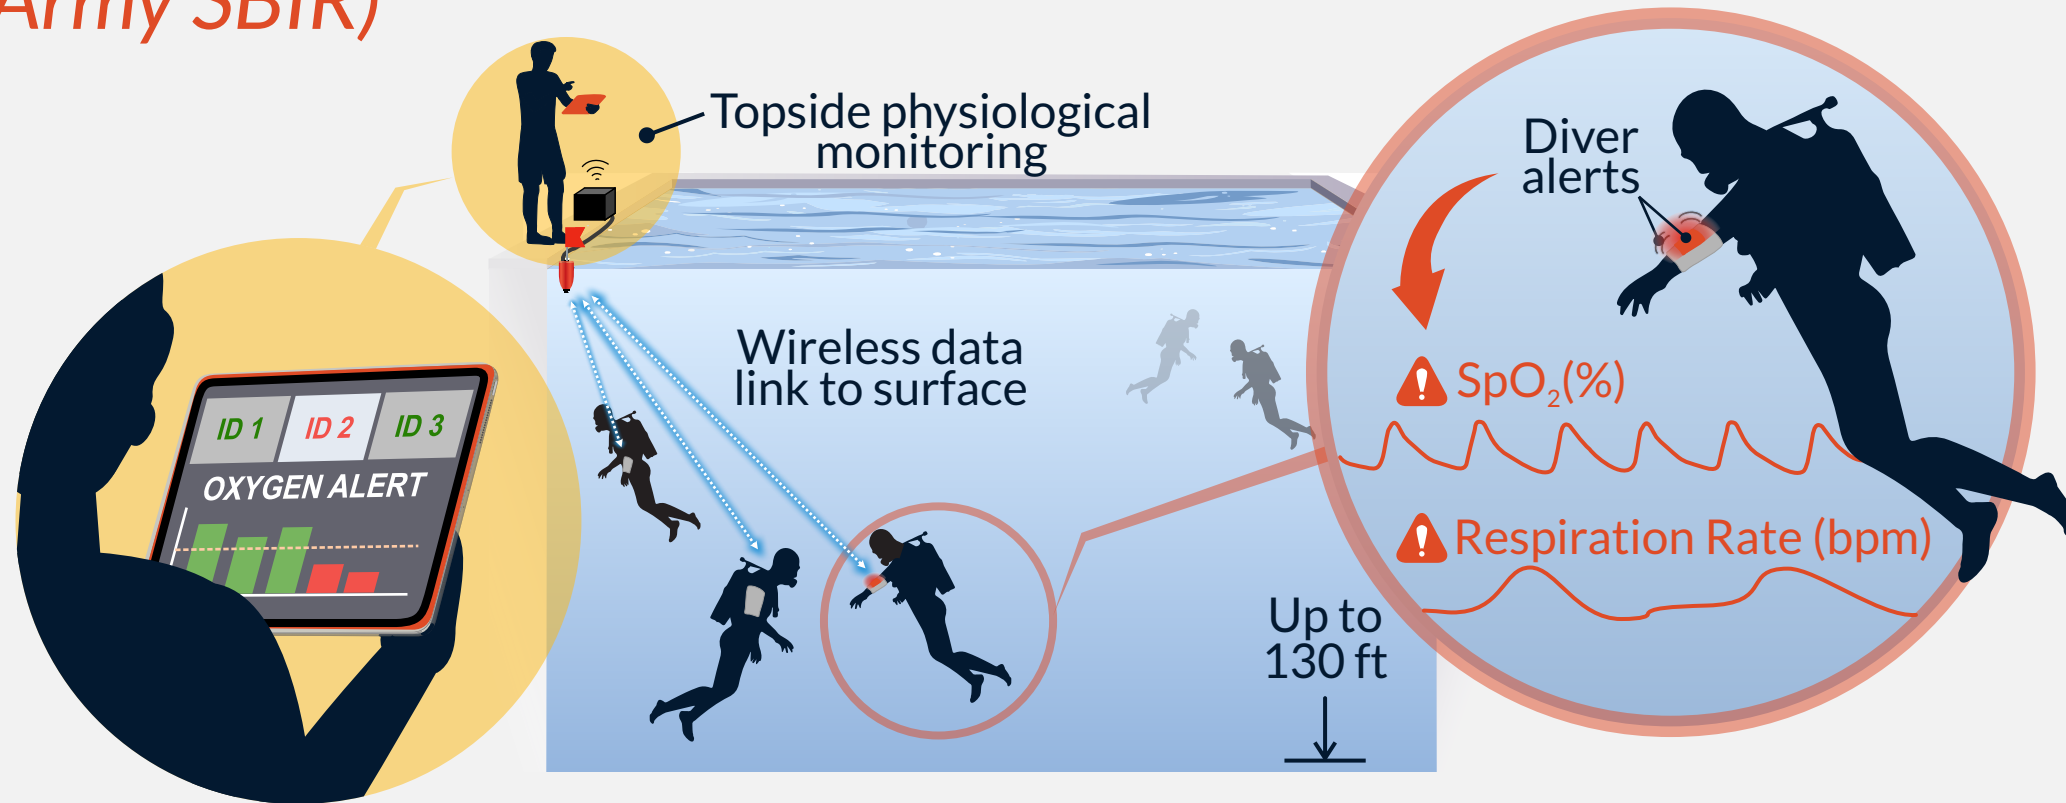 Army SBIR)
Topside physiological
monitoring
Diver
alerts
Wireless data
link to surface
SpO₂(%)
ID 1
ID 2
ID 3
OXYGEN ALERT
Respiration Rate (bpm)
Up to
130 ft